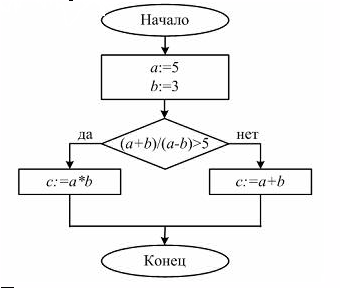 Начало
a:=5
b:=3
да
(a+b)/(a-b)>5
нет
c:=a*b
c:=a+b
Конец